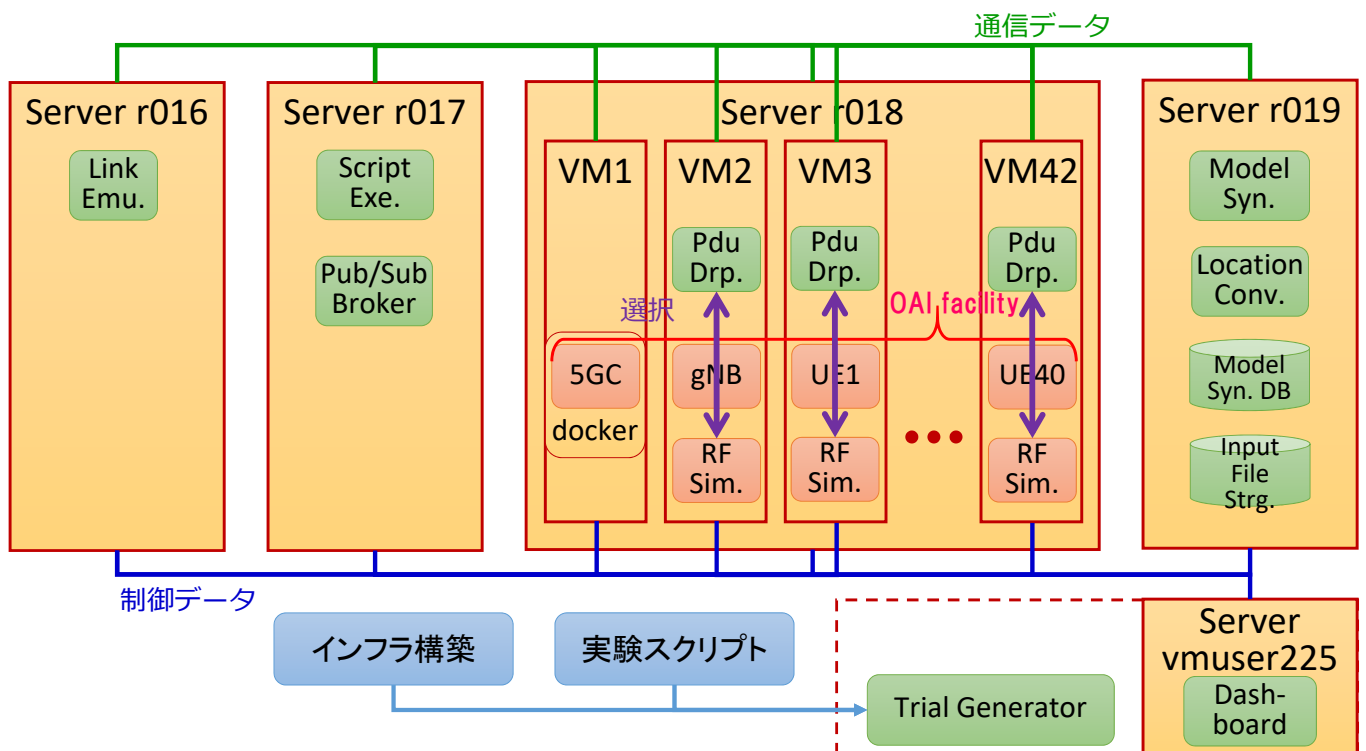 通信データ
Server r016
Link
Emu.
Server r017
Script
Exe.
Pub/Sub
Broker
Server r018
VM1
5GC
docker
VM2
Pdu
Drp.
gNB
RF
Sim.
VM3
Pdu
Drp.
UE1
RF
Sim.
VM42
Pdu
Drp.
UE40
RF
Sim.
選択
OAI facility
Server r019
Model
Syn.
Location
Conv.
Model
Syn. DB
Input
File
Strg.
制御データ
インフラ構築
実験スクリプト
Trial Generator
Server
vmuser225
Dash-
board